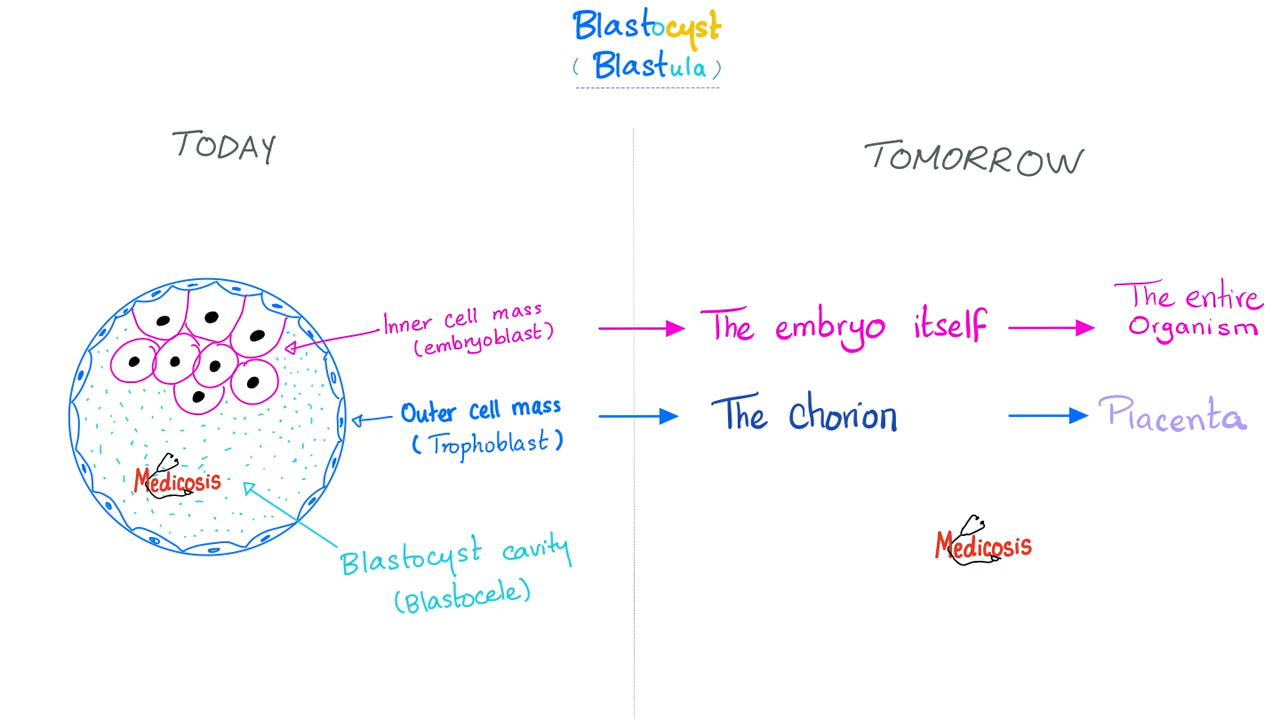 Blastocyst
(Blastula)
TODAY
TOMORROW
Inner cell mass
(embryoblast)
The embryo itself
The entire
Organism
Outer cell mass
(Trophoblast)
The chorion
Placenta
Medicosis
Blastocyst cavity
(Blastocele)
Medicosis